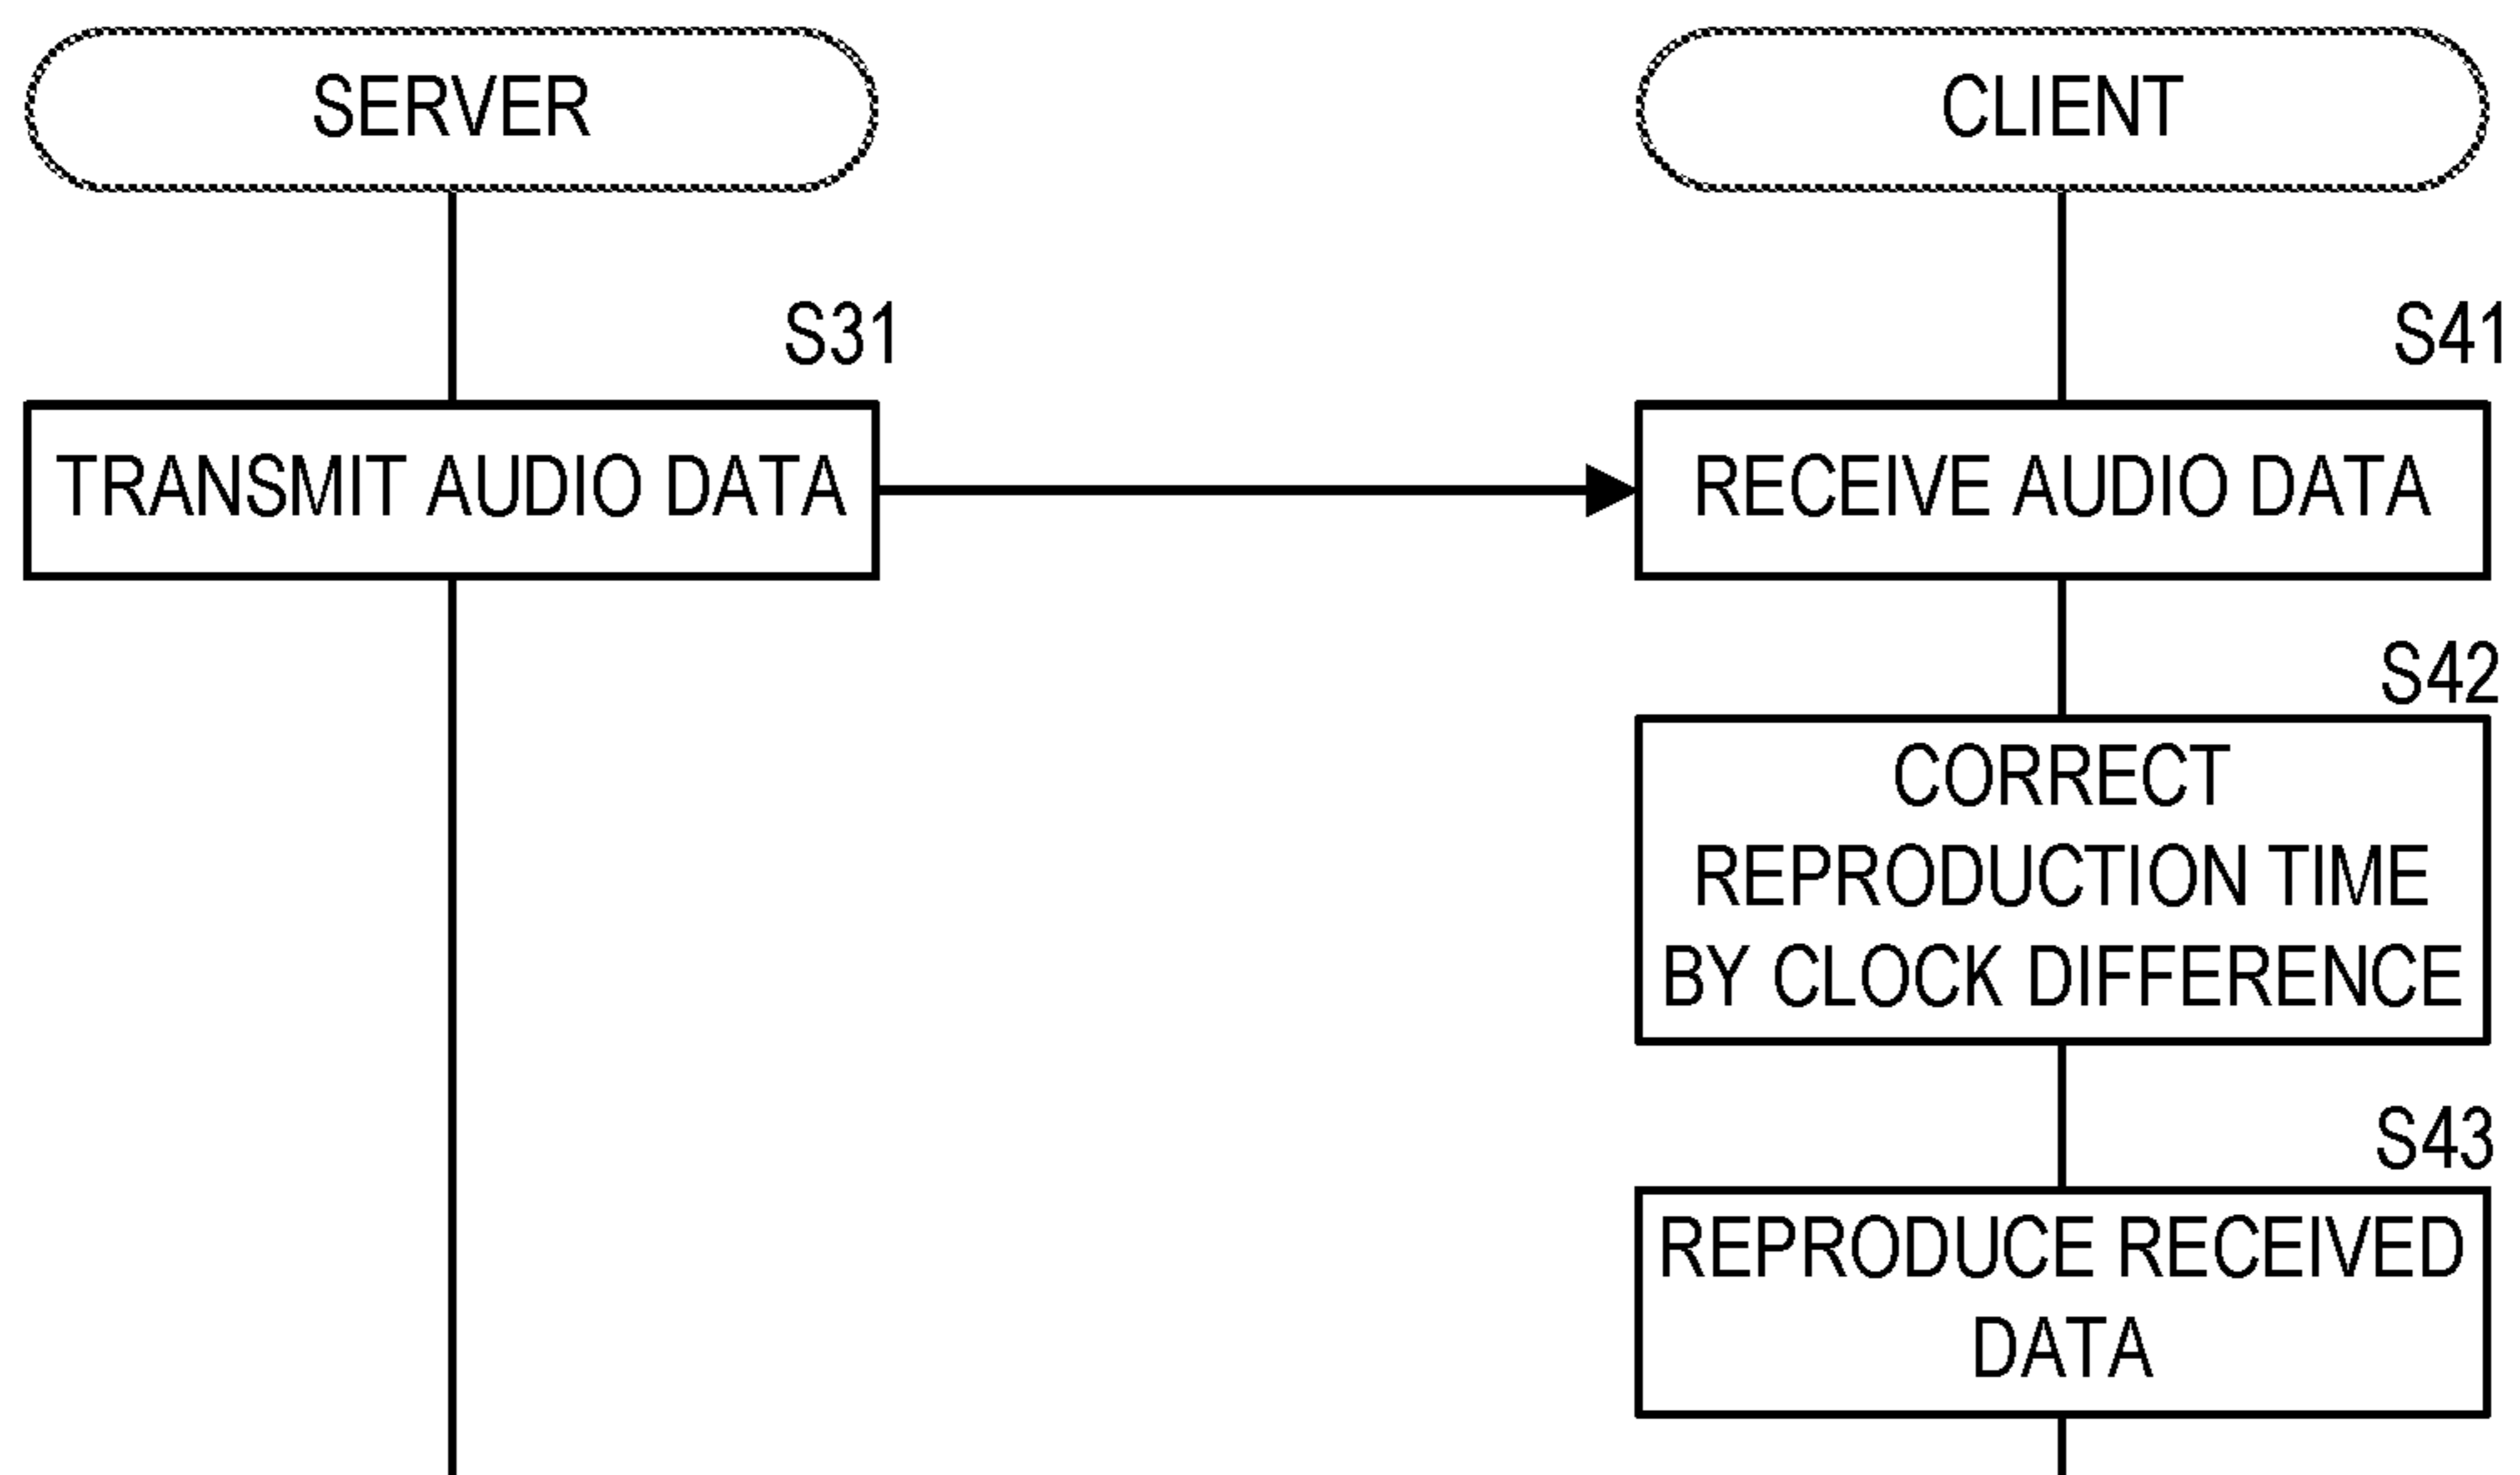 SERVER
CLIENT
S31
S41
TRANSMIT AUDIO DATA
RECEIVE AUDIO DATA
S42
CORRECT
REPRODUCTION TIME
BY CLOCK DIFFERENCE
S43
REPRODUCE RECEIVED
DATA